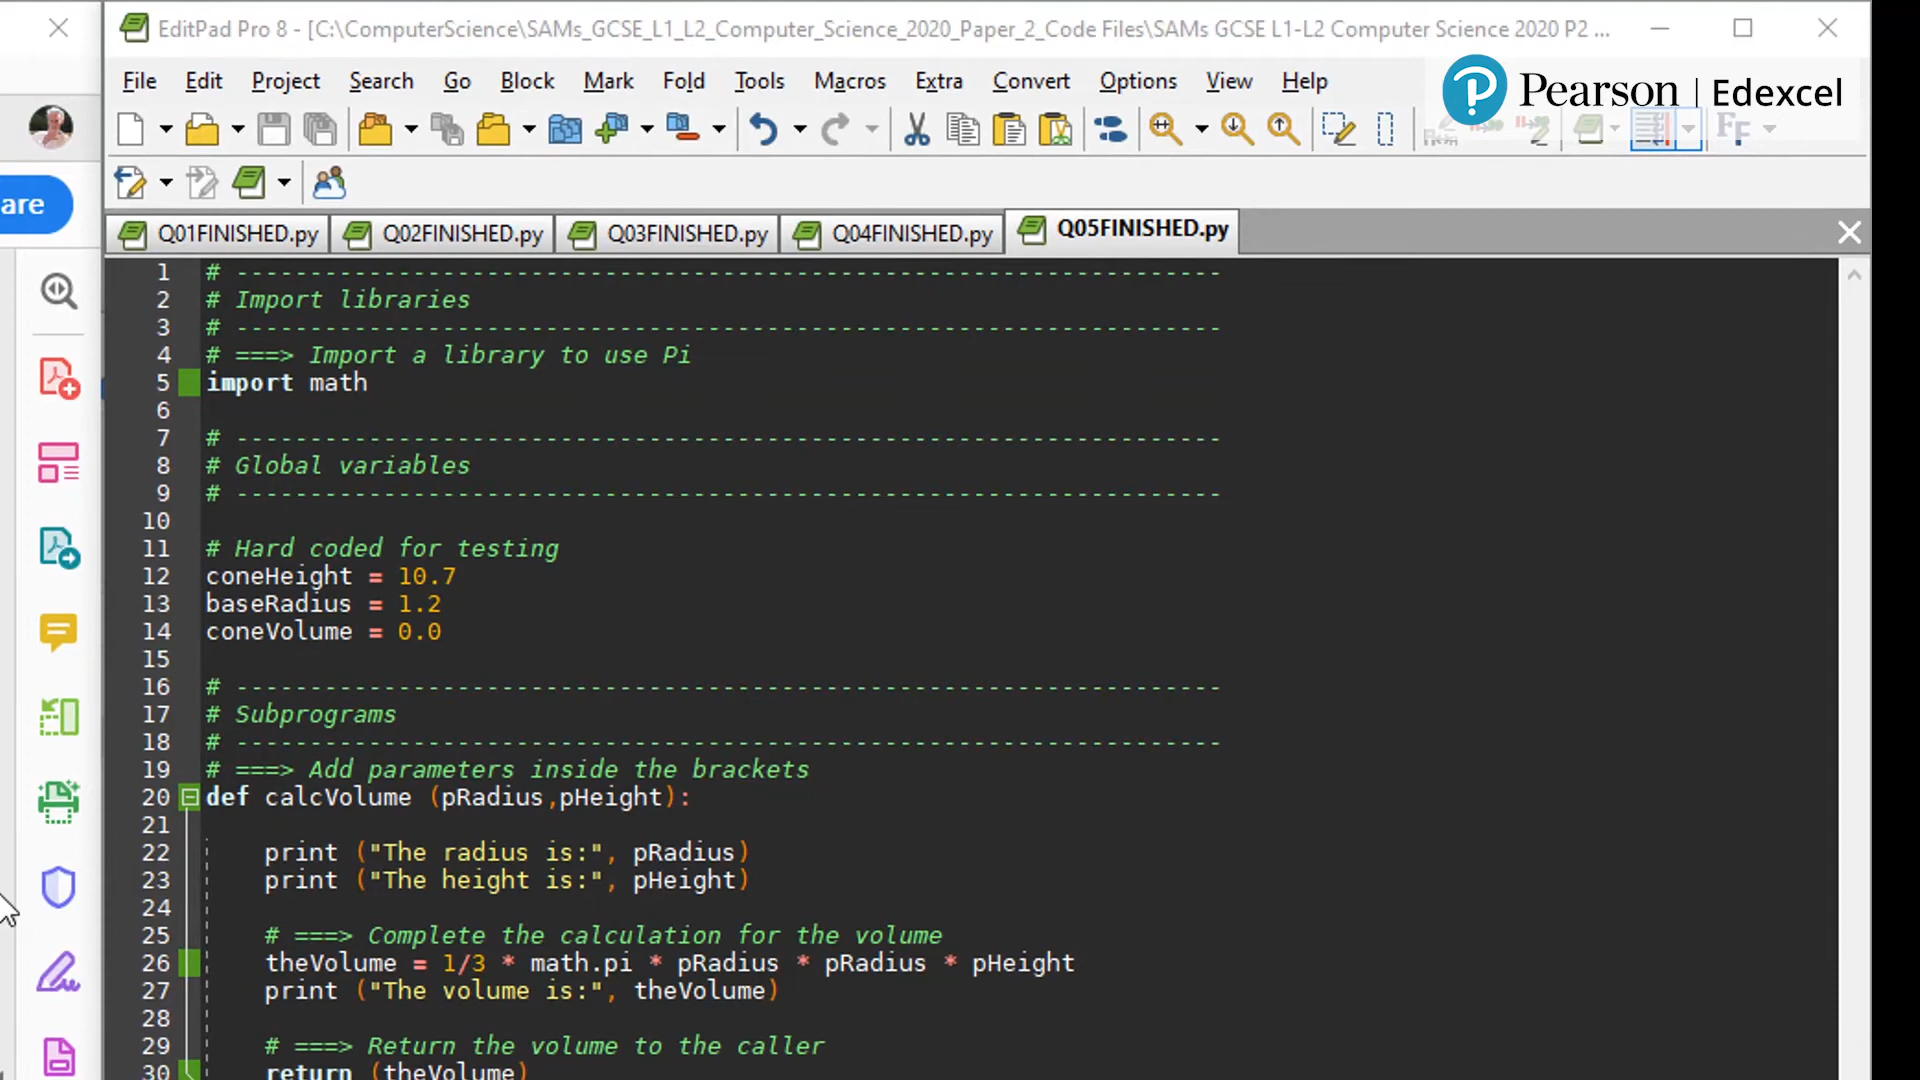 EditPad Pro 8 - [C:\ComputerScience\SAMs_GCSE_L1_L2_Computer_Science_2020_Paper_2_Code Files\SAMs GCSE L1-L2 Computer Science 2020 P2 ...
File Edit Project Search Go Block Mark Fold Tools Macros Extra Convert Options View Help
Pearson | Edexcel
are
Q01FINISHED.py Q02FINISHED.py Q03FINISHED.py Q04FINISHED.py Q05FINISHED.py
1 # -------------------------------------------------------------------
2 # Import libraries
3 # -------------------------------------------------------------------
4 # ===> Import a library to use Pi
5 import math
6
7 # -------------------------------------------------------------------
8 # Global variables
9 # -------------------------------------------------------------------
10
11 # Hard coded for testing
12 coneHeight = 10.7
13 baseRadius = 1.2
14 coneVolume = 0.0
15
16 # -------------------------------------------------------------------
17 # Subprograms
18 # -------------------------------------------------------------------
19 # ===> Add parameters inside the brackets
20 def calcVolume (pRadius,pHeight):
21
22 print ("The radius is:", pRadius)
23 print ("The height is:", pHeight)
24
25 # ===> Complete the calculation for the volume
26 theVolume = 1/3 * math.pi * pRadius * pRadius * pHeight
27 print ("The volume is:", theVolume)
28
29 # ===> Return the volume to the caller
30 return (theVolume)